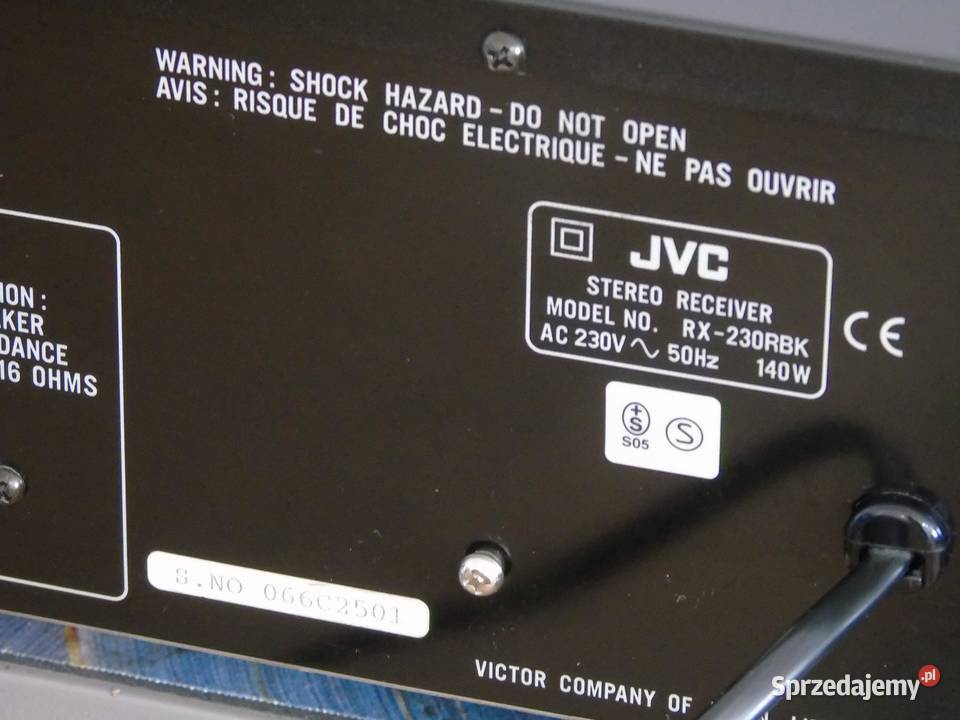 WARNING : SHOCK HAZARD – DO NOT OPEN
AVIS : RISQUE DE CHOC ELECTRIQUE – NE PAS OUVRIR
JVC
STEREO RECEIVER
MODEL NO. RX-230RBK
AC 230V ~ 50Hz 140W
CE
+
S
S05
S
ION :
KER
DANCE
16 OHMS
S.NO 066C2501
VICTOR COMPANY OF
Sprzedajemy.pl